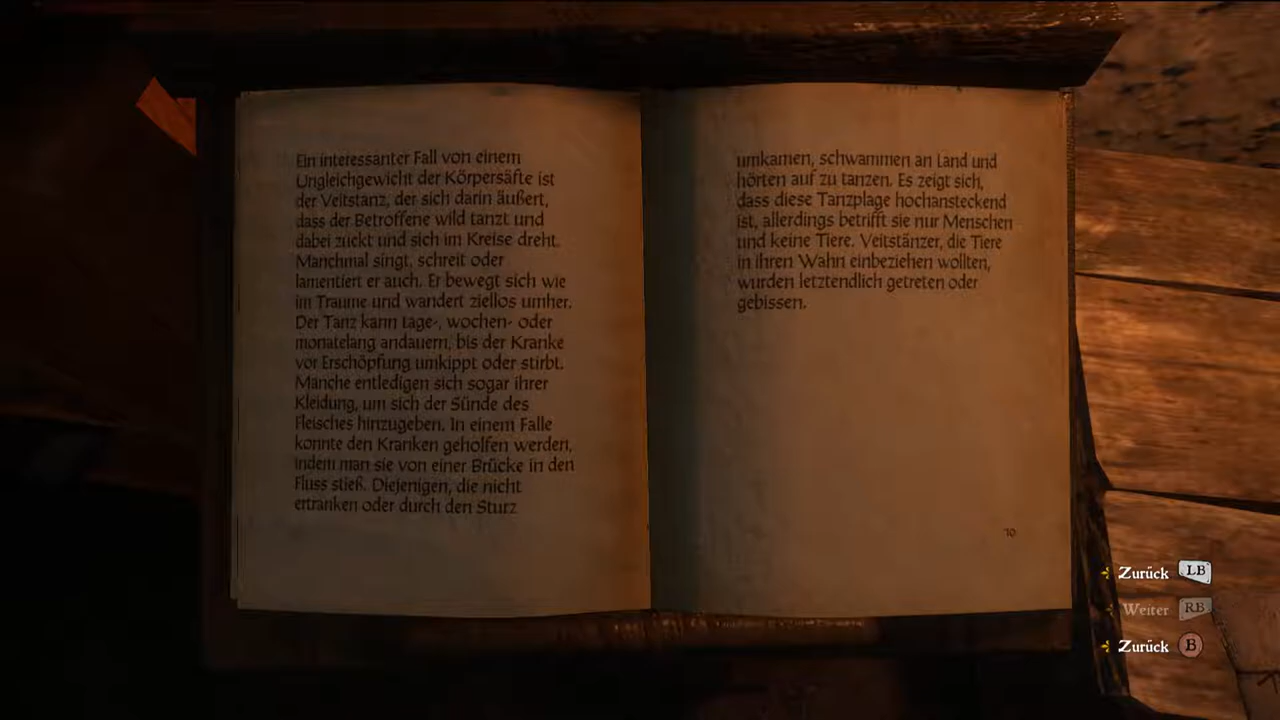 Ein interessanter Fall von einem
Ungleichgewicht der Körpersäfte ist
der Veitstanz, der sich darin äußert,
dass der Betroffene wild tanzt und
dabei zuckt und sich im Kreise dreht.
Manchmal singt, schreit oder
lamentiert er auch. Er bewegt sich wie
im Traume und wandert ziellos umher.
Der Tanz kann tage-, wochen- oder
monatelang andauern, bis der Kranke
vor Erschöpfung umkippt oder stirbt.
Manche entledigen sich sogar ihrer
Kleidung, um sich der Sünde des
Fleisches hinzugeben. In einem Falle
konnte den Kranken geholfen werden,
indem man sie von einer Brücke in den
Fluss stieß. Diejenigen, die nicht
ertranken oder durch den Sturz
umkamen, schwammen an Land und
hörten auf zu tanzen. Es zeigt sich,
dass diese Tanzplage hochansteckend
ist, allerdings betrifft sie nur Menschen
und keine Tiere. Veitstänzer, die Tiere
in ihren Wahn einbeziehen wollten,
wurden letztendlich getreten oder
gebissen.
10
Zurück LB
Weiter RB
Zurück B